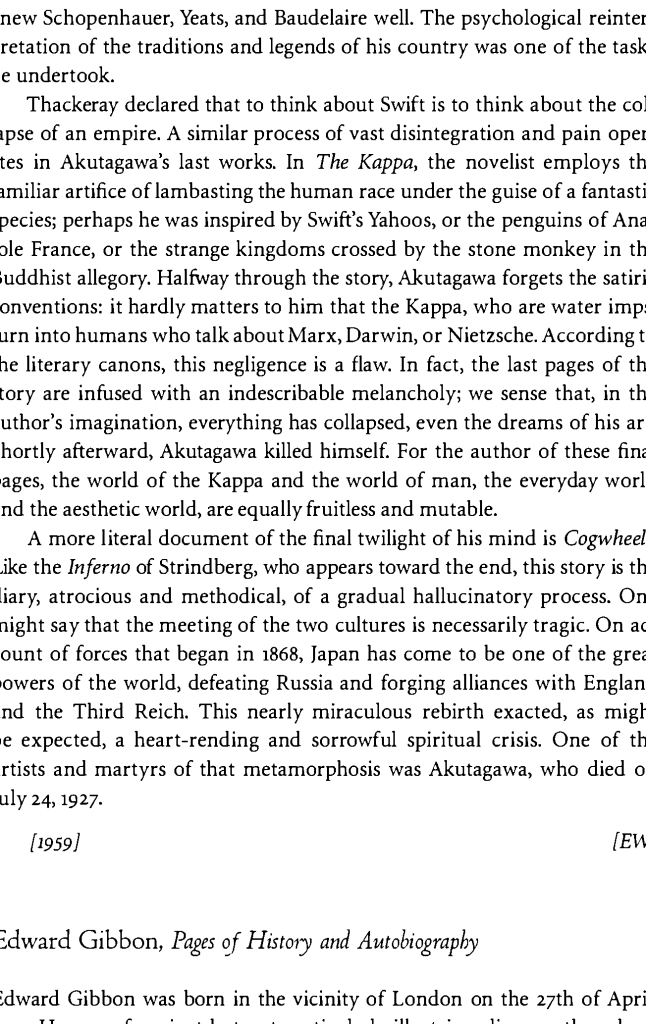 new Schopenhauer, Yeats, and Baudelaire well. The psychological reinter
retation of the traditions and legends of his country was one of the task
e undertook.
Thackeray declared that to think about Swift is to think about the col
apse of an empire. A similar process of vast disintegration and pain oper
tes in Akutagawa's last works. In The Kappa, the novelist employs th
amiliar artifice of lambasting the human race under the guise of a fantasti
pecies; perhaps he was inspired by Swift's Yahoos, or the penguins of Ana
ole France, or the strange kingdoms crossed by the stone monkey in th
Buddhist allegory. Halfway through the story, Akutagawa forgets the satiri
onventions: it hardly matters to him that the Kappa, who are water imps
urn into humans who talk about Marx, Darwin, or Nietzsche. According t
he literary canons, this negligence is a flaw. In fact, the last pages of th
tory are infused with an indescribable melancholy; we sense that, in th
uthor's imagination, everything has collapsed, even the dreams of his ar
hortly afterward, Akutagawa killed himself. For the author of these fina
pages, the world of the Kappa and the world of man, the everyday worl
nd the aesthetic world, are equally fruitless and mutable.
A more literal document of the final twilight of his mind is Cogwheel
Like the Inferno of Strindberg, who appears toward the end, this story is th
diary, atrocious and methodical, of a gradual hallucinatory process. On
might say that the meeting of the two cultures is necessarily tragic. On ac
ount of forces that began in 1868, Japan has come to be one of the grea
powers of the world, defeating Russia and forging alliances with Englan
nd the Third Reich. This nearly miraculous rebirth exacted, as migh
be expected, a heart-rending and sorrowful spiritual crisis. One of th
rtists and martyrs of that metamorphosis was Akutagawa, who died o
uly 24, 1927.
[1959] [EW
Edward Gibbon, Pages of History and Autobiography
Edward Gibbon was born in the vicinity of London on the 27th of Apri